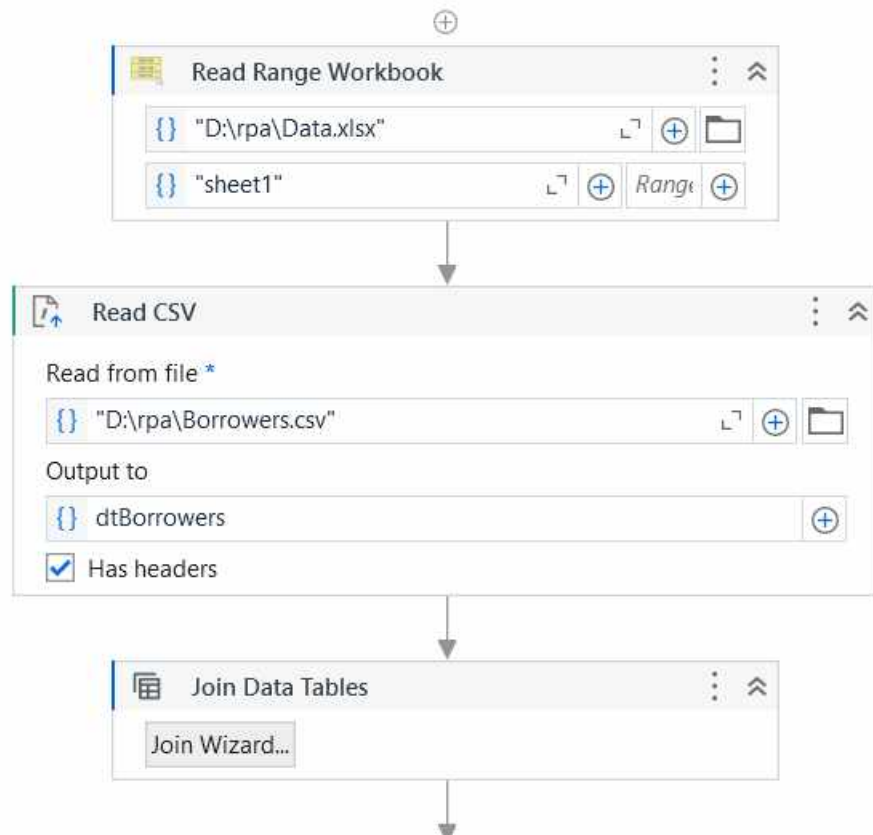 Read Range Workbook
{} "D:\rpa\Data.xlsx"
{} "sheet1" Range
Read CSV
Read from file *
{} "D:\rpa\Borrowers.csv"
Output to
{} dtBorrowers
Has headers
Join Data Tables
Join Wizard...